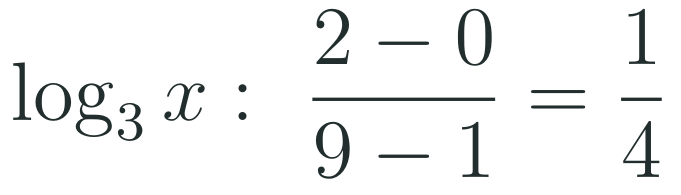 log₃ x : (2 − 0)/(9 − 1) = 1/4